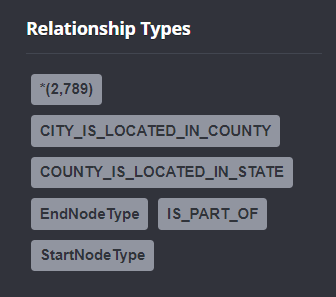 Relationship Types
*(2,789)
CITY_IS_LOCATED_IN_COUNTY
COUNTY_IS_LOCATED_IN_STATE
EndNodeType IS_PART_OF
StartNodeType